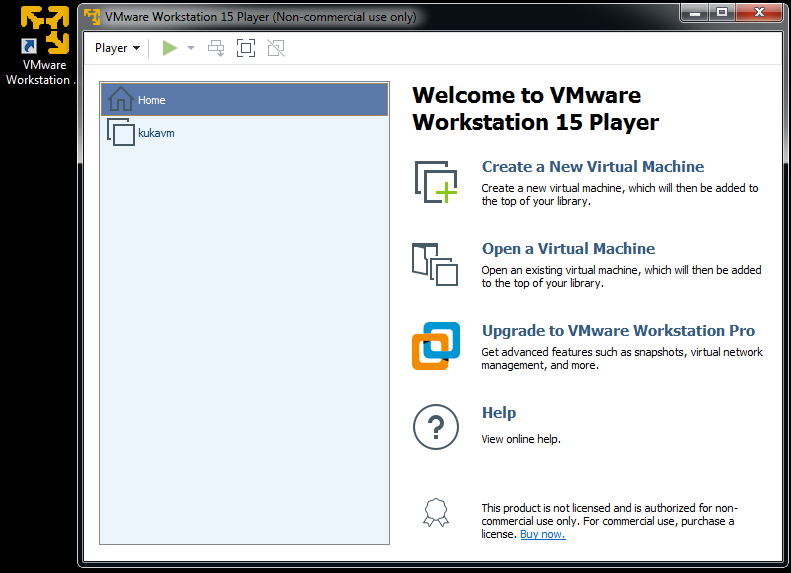 VMware
Workstation .
VMware Workstation 15 Player (Non-commercial use only)
Player
Home
kukavm
Welcome to VMware
Workstation 15 Player
Create a New Virtual Machine
Create a new virtual machine, which will then be added to
the top of your library.
Open a Virtual Machine
Open an existing virtual machine, which will then be added
to the top of your library.
Upgrade to VMware Workstation Pro
Get advanced features such as snapshots, virtual network
management, and more.
?
Help
View online help.
This product is not licensed and is authorized for non-
commercial use only. For commercial use, purchase a
license. Buy now.